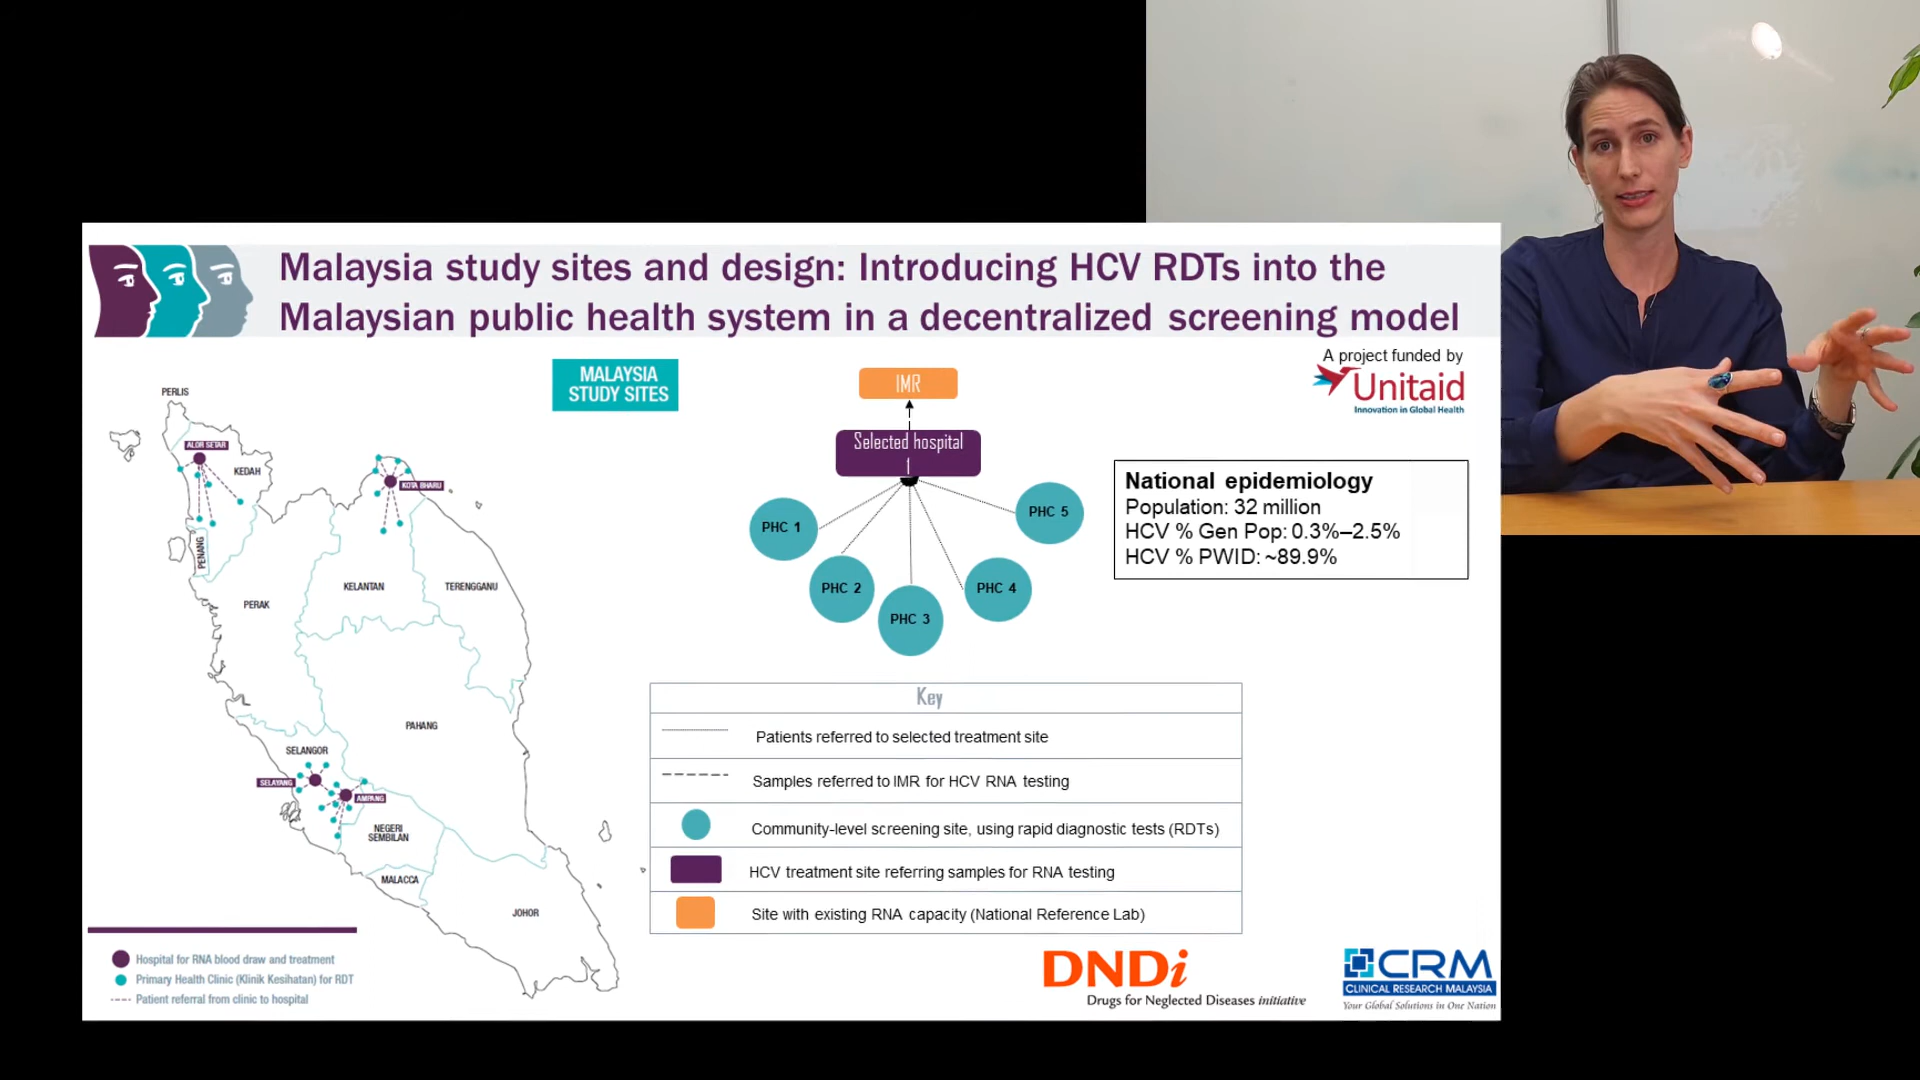 Malaysia study sites and design: Introducing HCV RDTs into the
Malaysian public health system in a decentralized screening model
MALAYSIA
STUDY SITES
A project funded by
Unitaid
Innovation in Global Health
IMR
Selected hospital
1
PHC 1
PHC 2
PHC 3
PHC 4
PHC 5
National epidemiology
Population: 32 million
HCV % Gen Pop: 0.3%–2.5%
HCV % PWID: ~89.9%
PERLIS
ALOR SETAR
KEDAH
KOTA BHARU
PENANG
PERAK
KELANTAN
TERENGGANU
PAHANG
SELANGOR
SELAYANG
AMPANG
NEGERI
SEMBILAN
MALACCA
JOHOR
Key
Patients referred to selected treatment site
Samples referred to IMR for HCV RNA testing
Community-level screening site, using rapid diagnostic tests (RDTs)
HCV treatment site referring samples for RNA testing
Site with existing RNA capacity (National Reference Lab)
Hospital for RNA blood draw and treatment
Primary Health Clinic (Klinik Kesihatan) for RDT
Patient referral from clinic to hospital
DNDi
Drugs for Neglected Diseases initiative
CRM
CLINICAL RESEARCH MALAYSIA
Your Global Solutions in One Nation